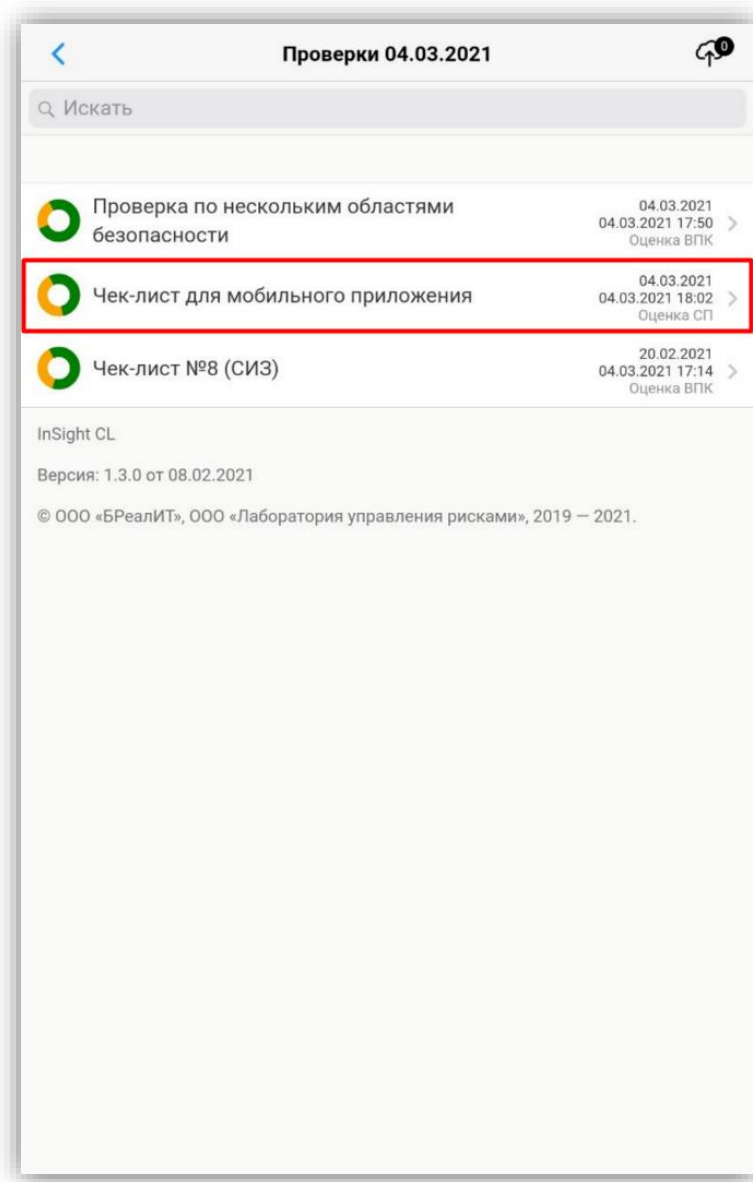 Проверки 04.03.2021
0
Искать
Проверка по нескольким областями
безопасности
04.03.2021
04.03.2021 17:50
Оценка ВПК
Чек-лист для мобильного приложения
04.03.2021
04.03.2021 18:02
Оценка СП
Чек-лист №8 (СИЗ)
20.02.2021
04.03.2021 17:14
Оценка ВПК
InSight CL
Версия: 1.3.0 от 08.02.2021
© ООО «БРеалИТ», ООО «Лаборатория управления рисками», 2019 — 2021.